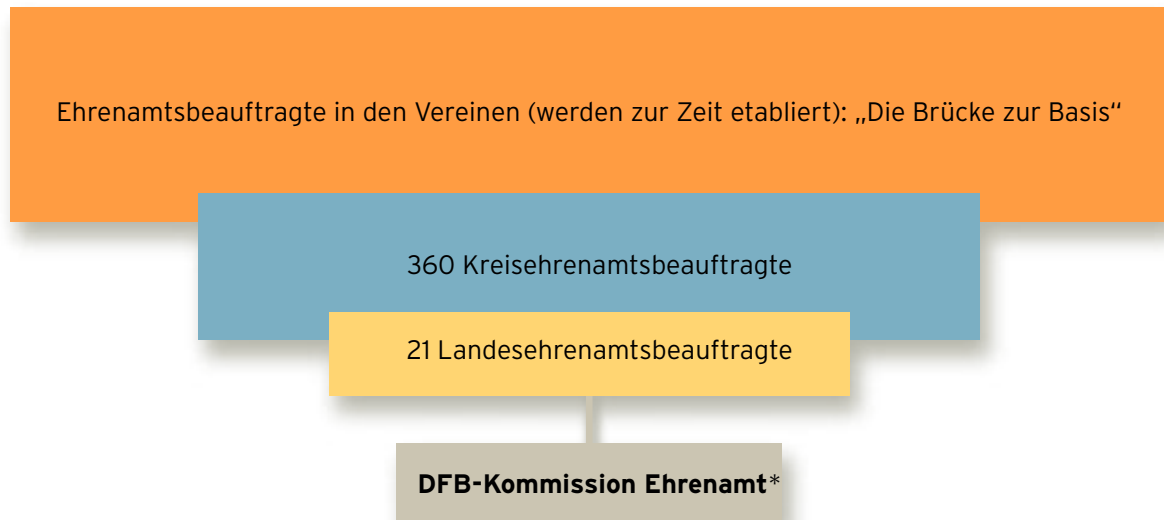 Ehrenamtsbeauftragte in den Vereinen (werden zur Zeit etabliert): „Die Brücke zur Basis“
360 Kreisehrenamtsbeauftragte
21 Landesehrenamtsbeauftragte
DFB-Kommission Ehrenamt*